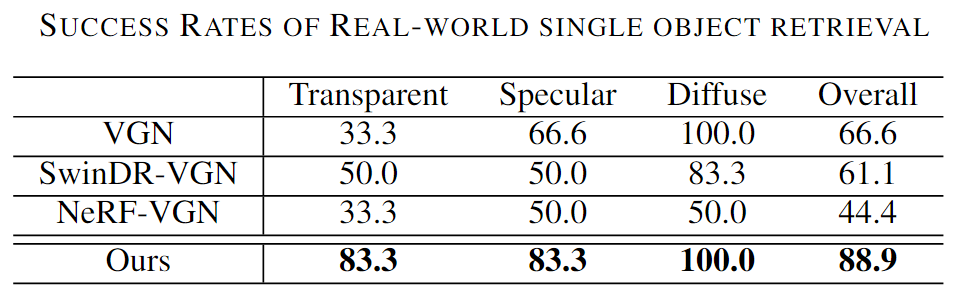 SUCCESS RATES OF REAL-WORLD SINGLE OBJECT RETRIEVAL
Transparent Specular Diffuse Overall
VGN 33.3 66.6 100.0 66.6
SwinDR-VGN 50.0 50.0 83.3 61.1
NeRF-VGN 33.3 50.0 50.0 44.4
Ours 83.3 83.3 100.0 88.9